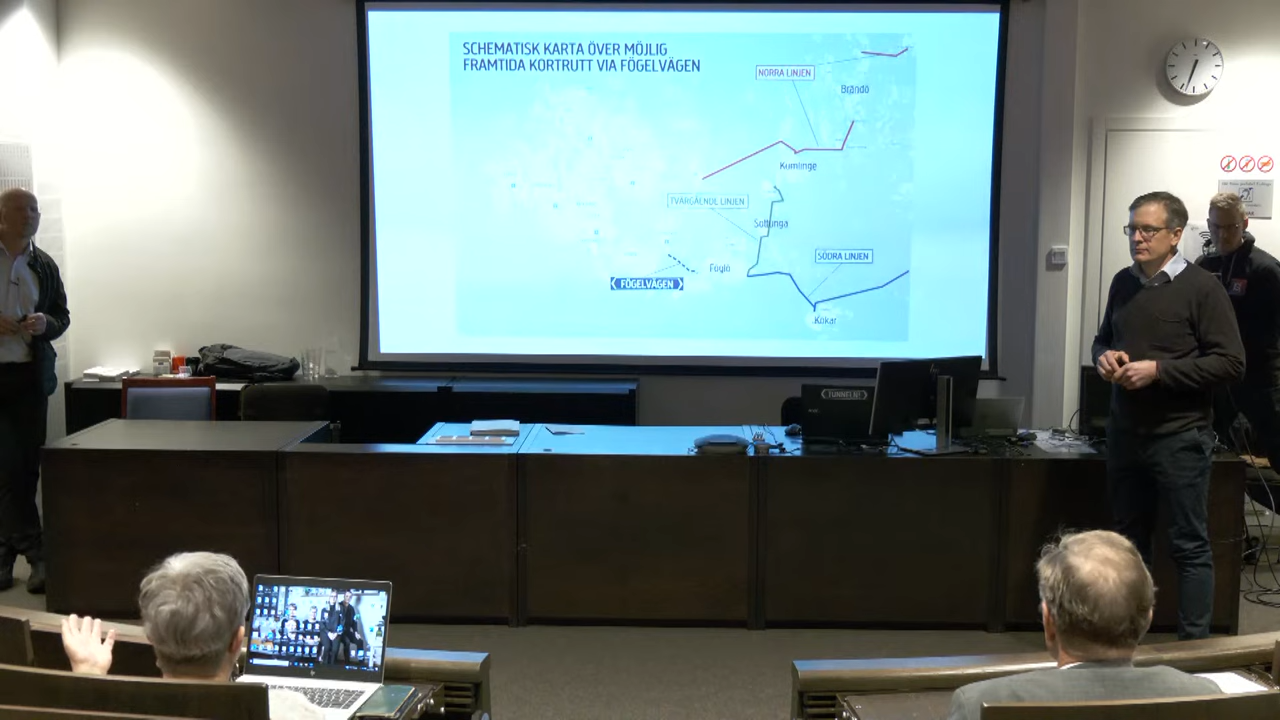 SCHEMATISK KARTA ÖVER MÖJLIG
FRAMTIDA KORTRUTT VIA FÖGELVÄGEN
NORRA LINJEN
Brändö
Kumlinge
TVÄRGÅENDE LINJEN
Sottunga
SÖDRA LINJEN
Föglö
FÖGELVÄGEN
Kökar
TUNNELN!